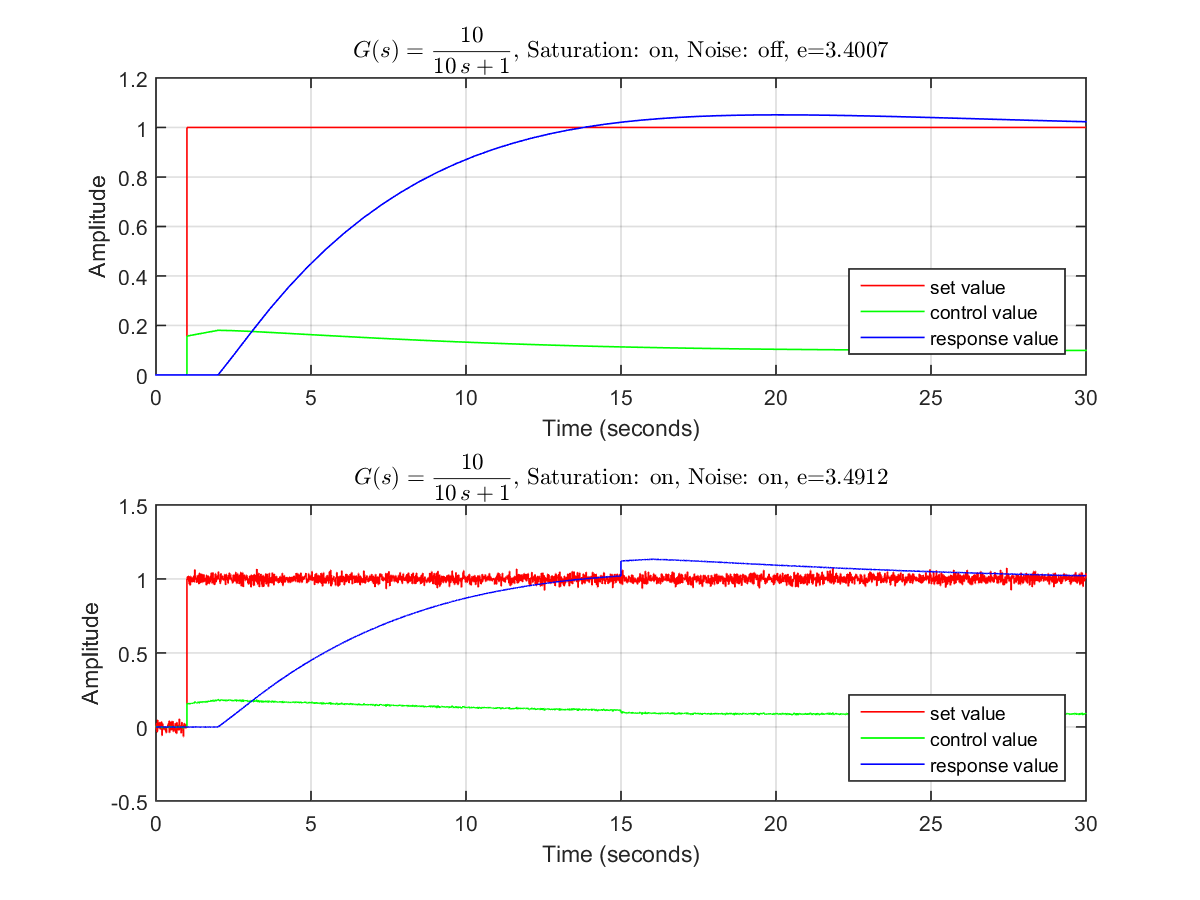 G(s) = 10/(10 s + 1), Saturation: on, Noise: off, e=3.4007
1.2
1
0.8
0.6
0.4
0.2
0
Amplitude
set value
control value
response value
0 5 10 15 20 25 30
Time (seconds)
G(s) = 10/(10 s + 1), Saturation: on, Noise: on, e=3.4912
1.5
1
0.5
0
-0.5
Amplitude
set value
control value
response value
0 5 10 15 20 25 30
Time (seconds)